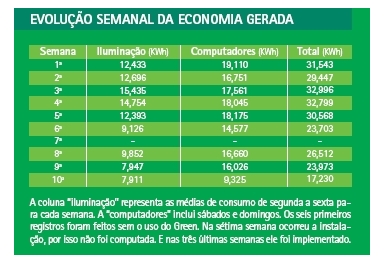 EVOLUÇÃO SEMANAL DA ECONOMIA GERADA
Semana Iluminação (KWh) Computadores (KWh) Total (KWh)
1ª 12,433 19,110 31,543
2ª 12,696 16,751 29,447
3ª 15,435 17,561 32,996
4ª 14,754 18,045 32,799
5ª 12,393 18,175 30,568
6ª 9,126 14,577 23,703
7ª – – –
8ª 9,852 16,660 26,512
9ª 7,947 16,026 23,973
10ª 7,911 9,325 17,230
A coluna "iluminação" representa as médias de consumo de segunda a sexta pa-
ra cada semana. A "computadores" inclui sábados e domingos. Os seis primeiros
registros foram feitos sem o uso do Green. Na sétima semana ocorreu a instala-
ção, por isso não foi computada. E nas três últimas semanas ele foi implementado.